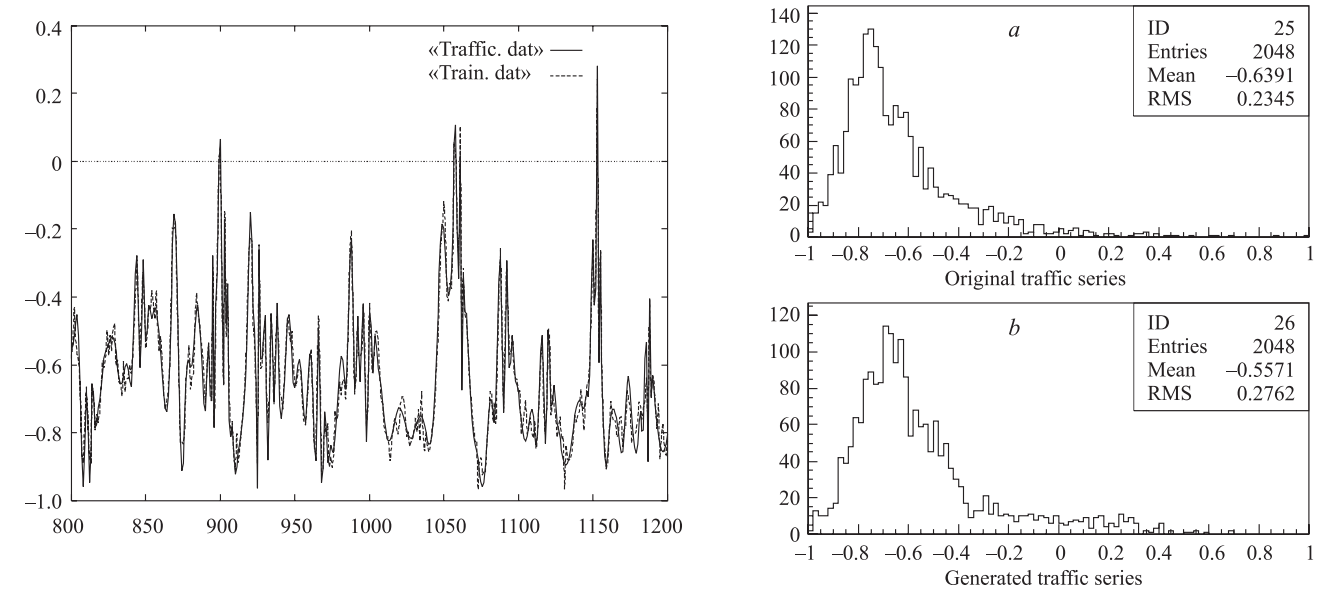 0.4
0.2
0
–0.2
–0.4
–0.6
–0.8
–1.0
«Traffic. dat»
«Train. dat»
800 850 900 950 1000 1050 1100 1150 1200
140
120
100
80
60
40
20
0
a
ID 25
Entries 2048
Mean –0.6391
RMS 0.2345
–1 –0.8 –0.6 –0.4 –0.2 0 0.2 0.4 0.6 0.8 1
Original traffic series
120
100
80
60
40
20
0
b
ID 26
Entries 2048
Mean –0.5571
RMS 0.2762
–1 –0.8 –0.6 –0.4 –0.2 0 0.2 0.4 0.6 0.8 1
Generated traffic series